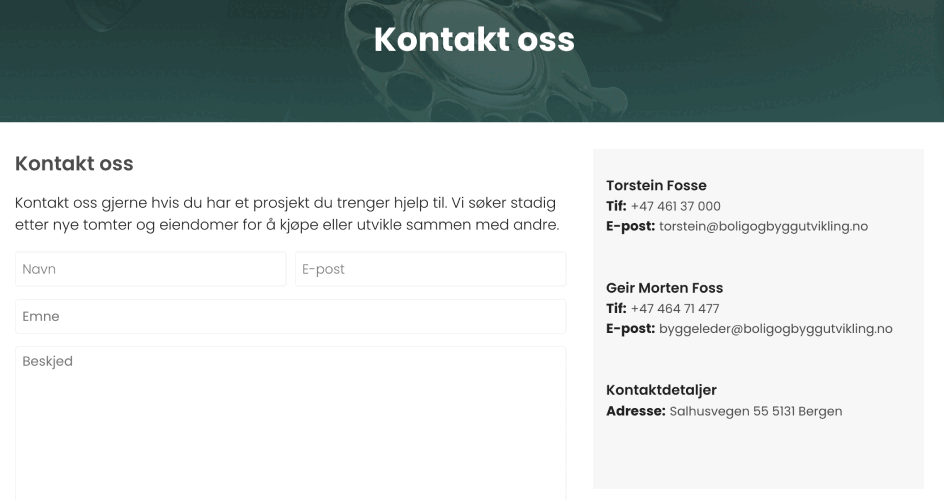 Kontakt oss
Kontakt oss
Kontakt oss gjerne hvis du har et prosjekt du trenger hjelp til. Vi søker stadig
etter nye tomter og eiendomer for å kjøpe eller utvikle sammen med andre.
Navn
E-post
Emne
Beskjed
Torstein Fosse
Tif: +47 461 37 000
E-post: torstein@boligogbyggutvikling.no
Geir Morten Foss
Tif: +47 464 71 477
E-post: byggeleder@boligogbyggutvikling.no
Kontaktdetaljer
Adresse: Salhusvegen 55 5131 Bergen